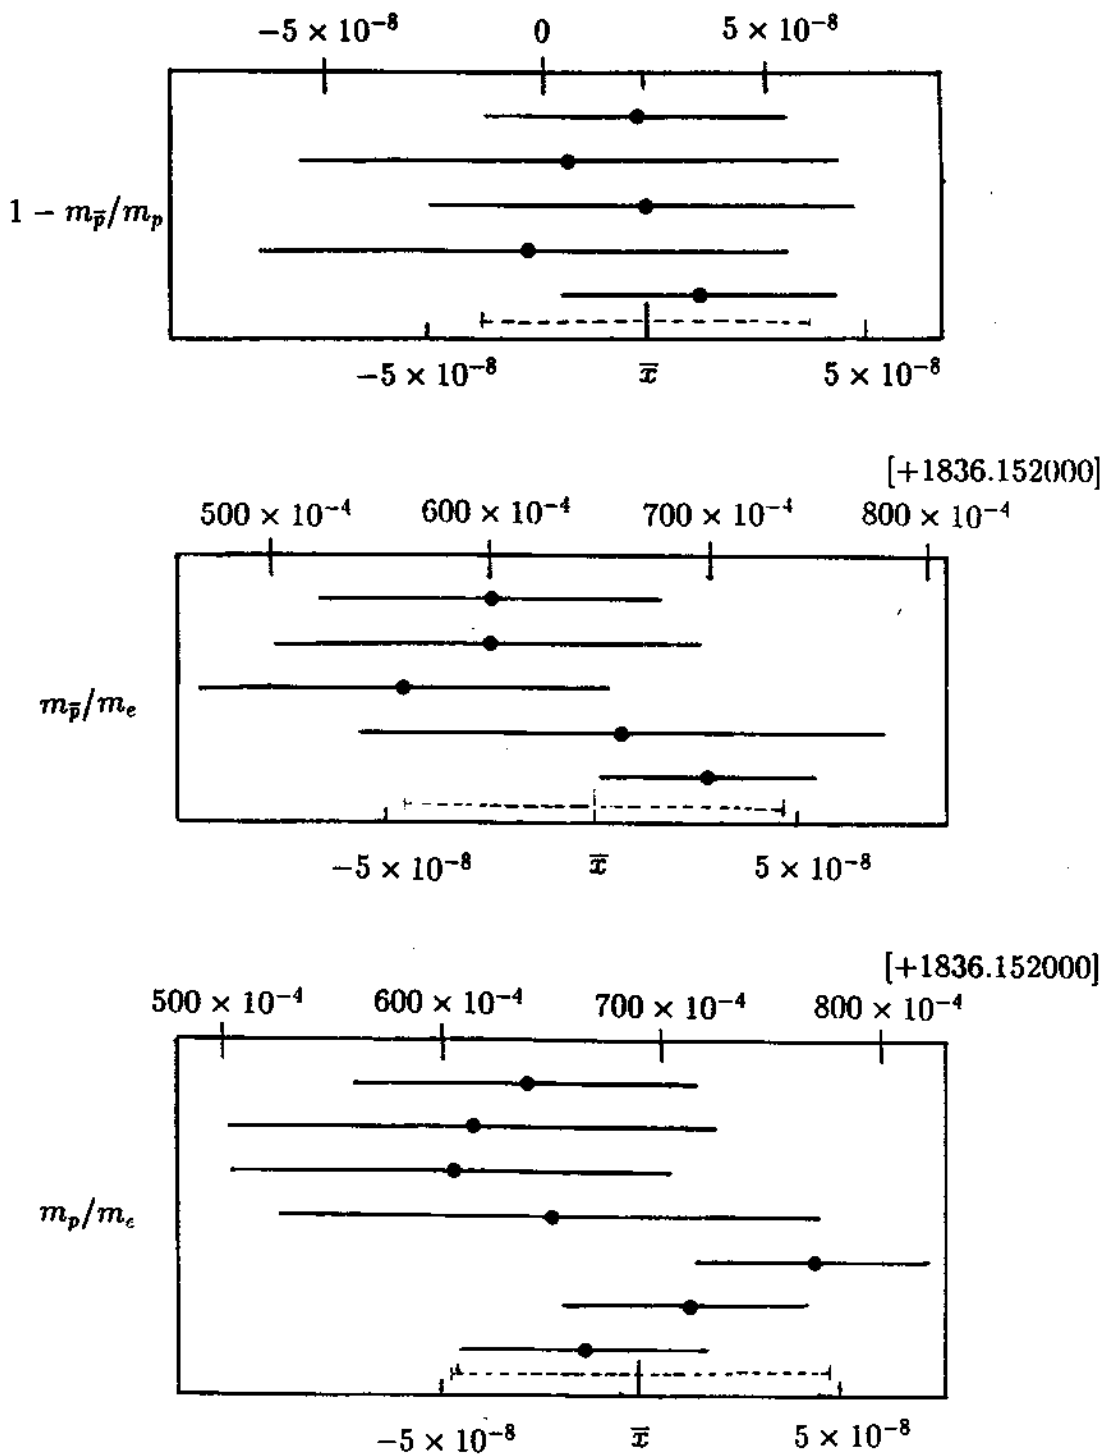 −5 × 10⁻⁸ 0 5 × 10⁻⁸
1 − m_p̅/m_p
−5 × 10⁻⁸ x̅ 5 × 10⁻⁸
[+1836.152000]
500 × 10⁻⁴ 600 × 10⁻⁴ 700 × 10⁻⁴ 800 × 10⁻⁴
m_p̅/m_e
−5 × 10⁻⁸ x̅ 5 × 10⁻⁸
[+1836.152000]
500 × 10⁻⁴ 600 × 10⁻⁴ 700 × 10⁻⁴ 800 × 10⁻⁴
m_p/m_e
−5 × 10⁻⁸ x̅ 5 × 10⁻⁸